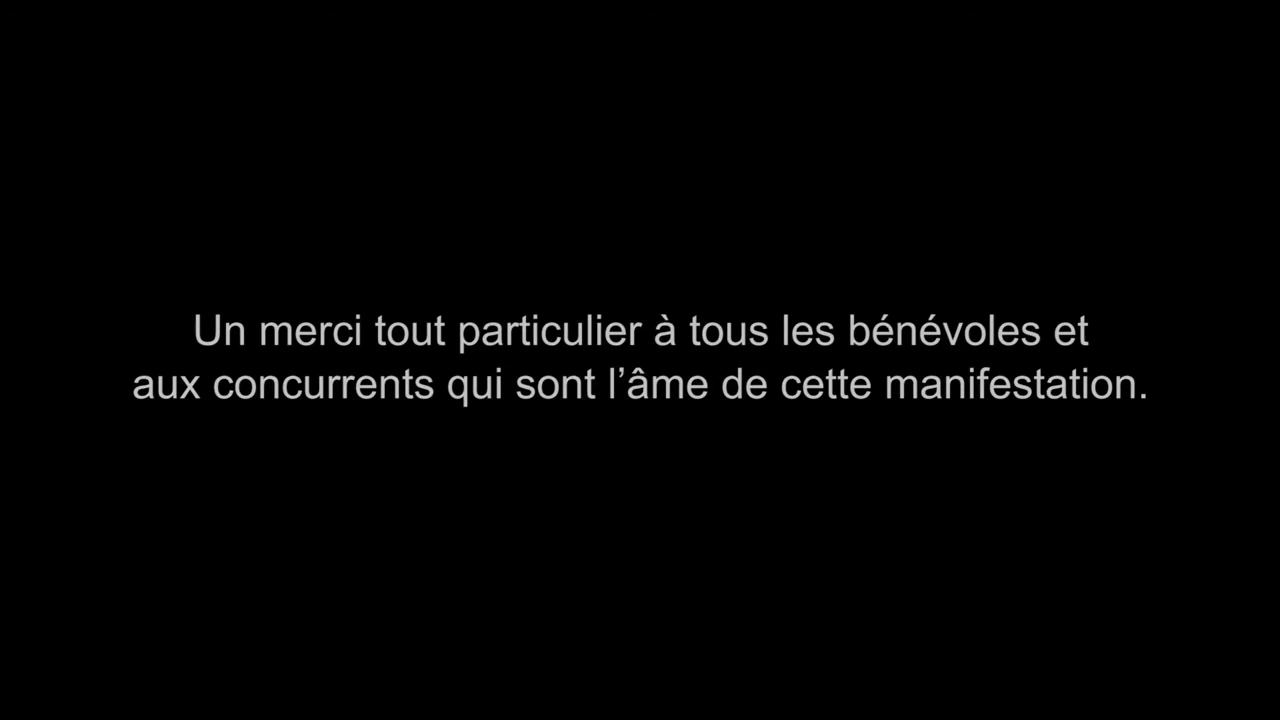 Un merci tout particulier à tous les bénévoles et
aux concurrents qui sont l’âme de cette manifestation.